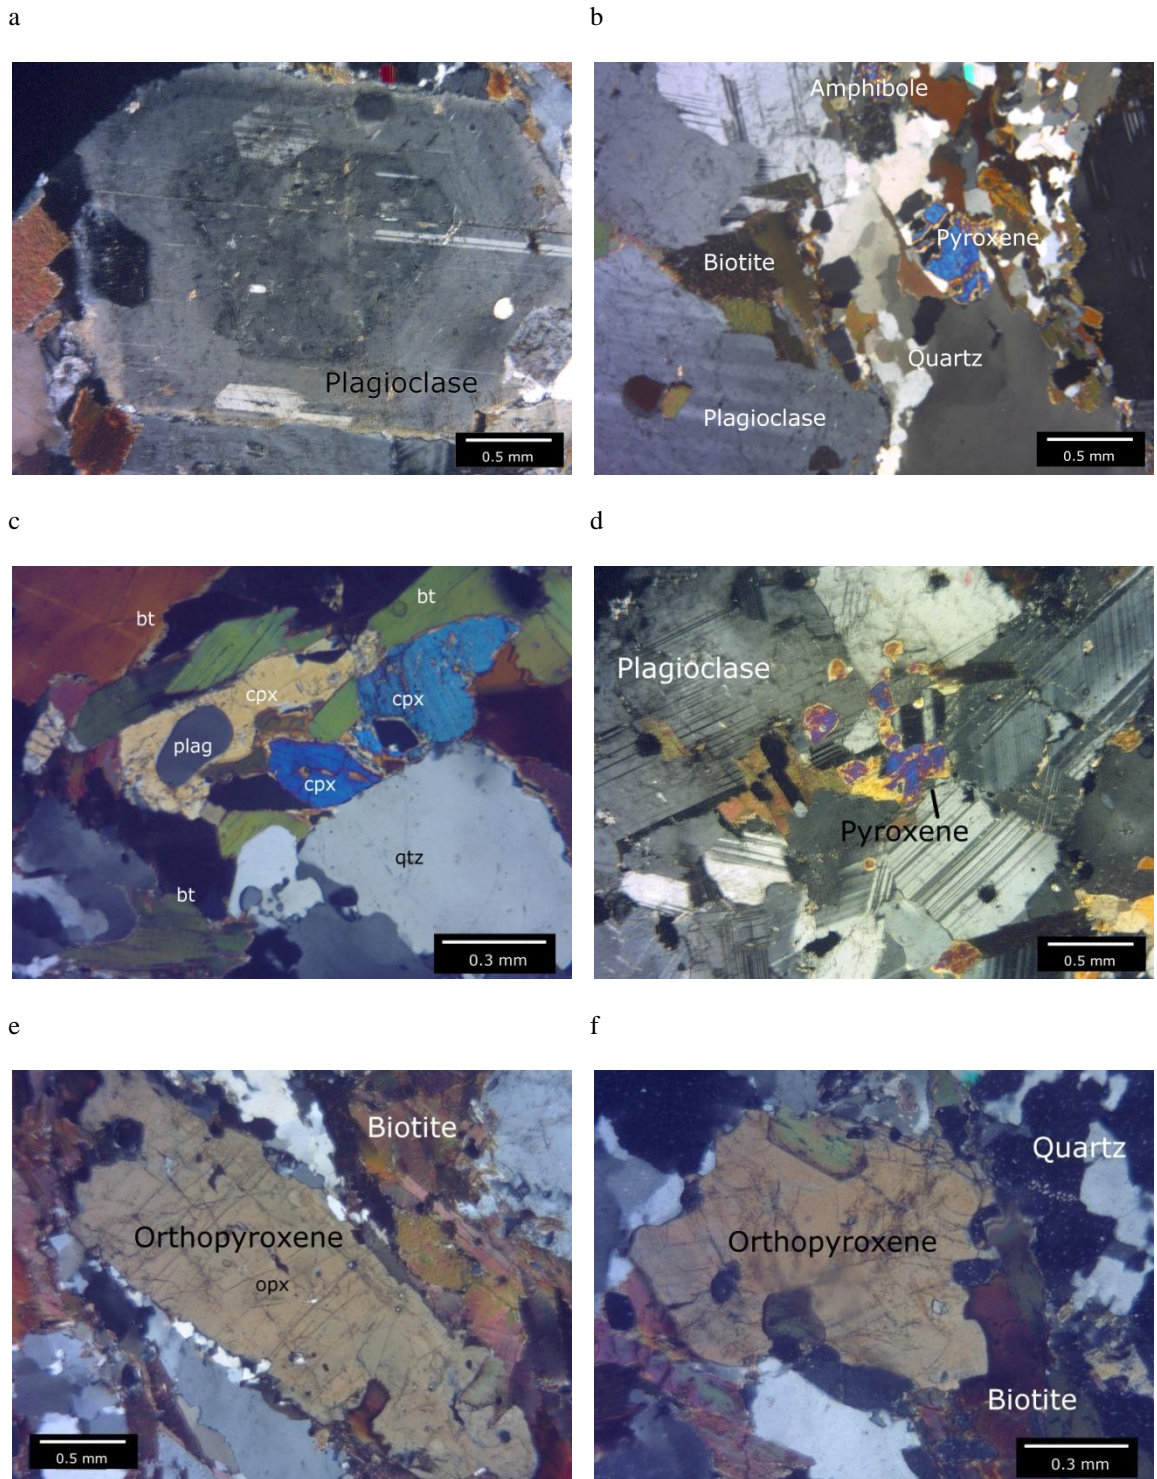 a
b
Plagioclase
0.5 mm
Amphibole
Pyroxene
Biotite
Quartz
Plagioclase
0.5 mm
c
d
bt
bt
cpx
cpx
plag
cpx
qtz
bt
0.3 mm
Plagioclase
Pyroxene
0.5 mm
e
f
Biotite
Orthopyroxene
opx
0.5 mm
Quartz
Orthopyroxene
Biotite
0.3 mm